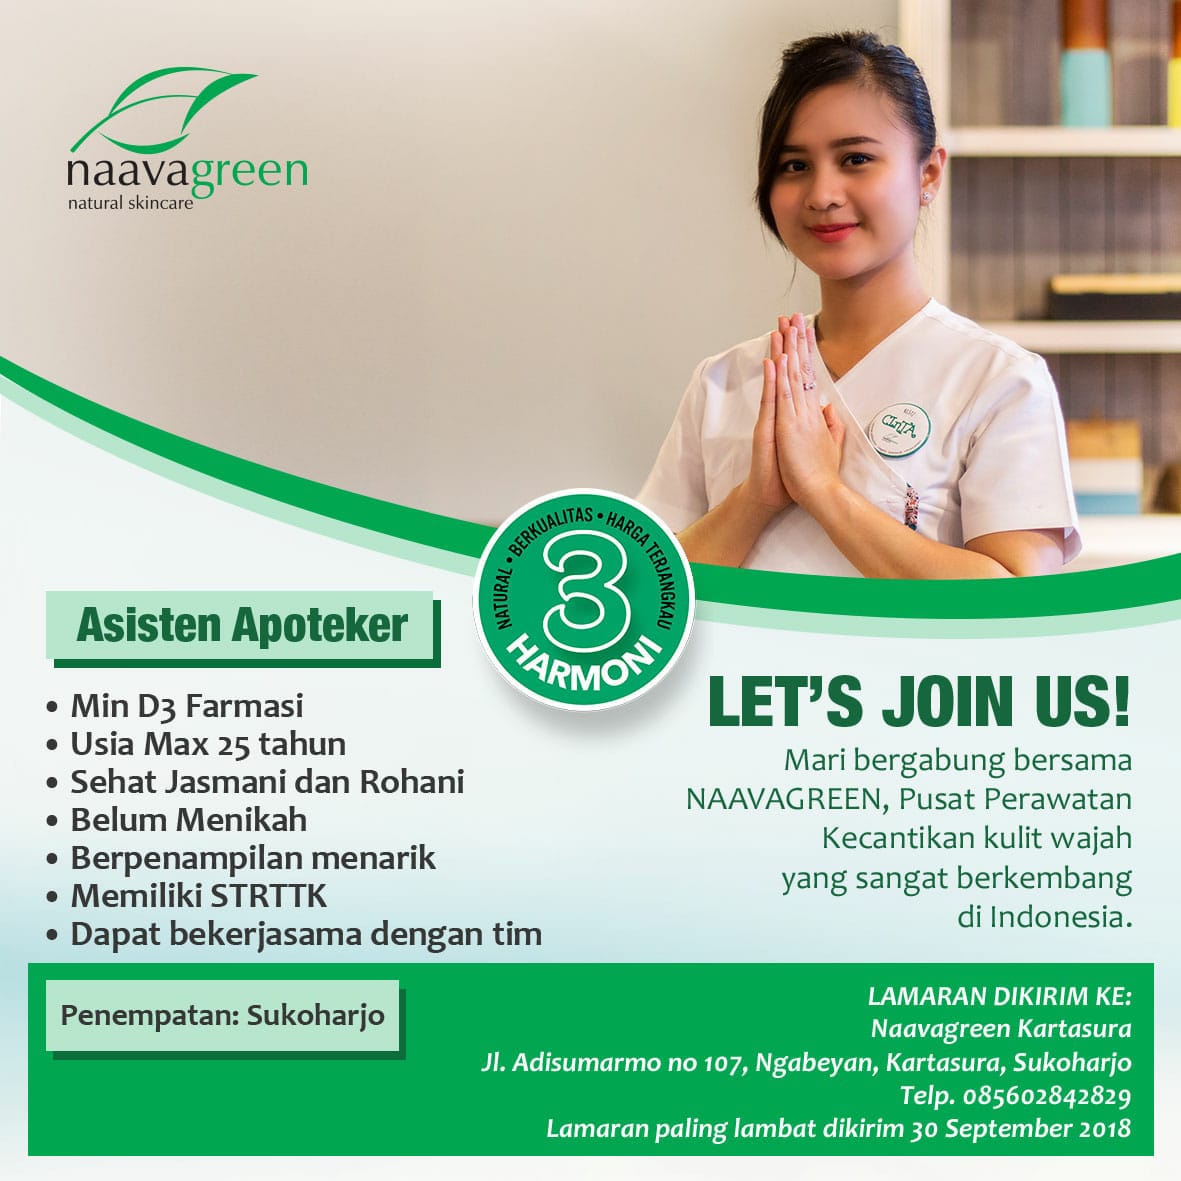 naavagreen
natural skincare
CINTA
NATURAL • BERKUALITAS • HARGA TERJANGKAU
3
HARMONI
Asisten Apoteker
• Min D3 Farmasi
• Usia Max 25 tahun
• Sehat Jasmani dan Rohani
• Belum Menikah
• Berpenampilan menarik
• Memiliki STRTTK
• Dapat bekerjasama dengan tim
LET'S JOIN US!
Mari bergabung bersama
NAAVAGREEN, Pusat Perawatan
Kecantikan kulit wajah
yang sangat berkembang
di Indonesia.
Penempatan: Sukoharjo
LAMARAN DIKIRIM KE:
Naavagreen Kartasura
Jl. Adisumarmo no 107, Ngabeyan, Kartasura, Sukoharjo
Telp. 085602842829
Lamaran paling lambat dikirim 30 September 2018